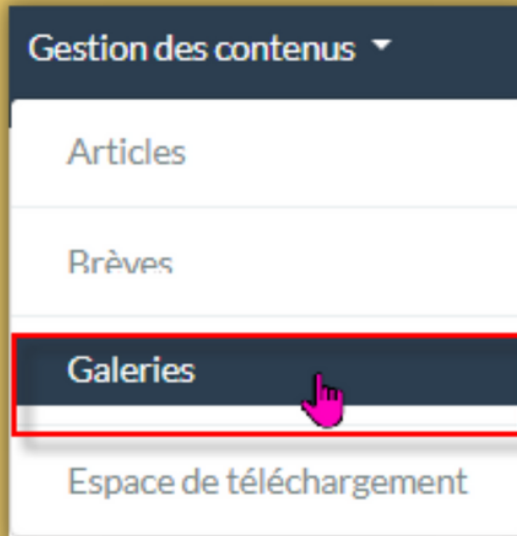 Gestion des contenus
Articles
Brèves
Galeries
Espace de téléchargement